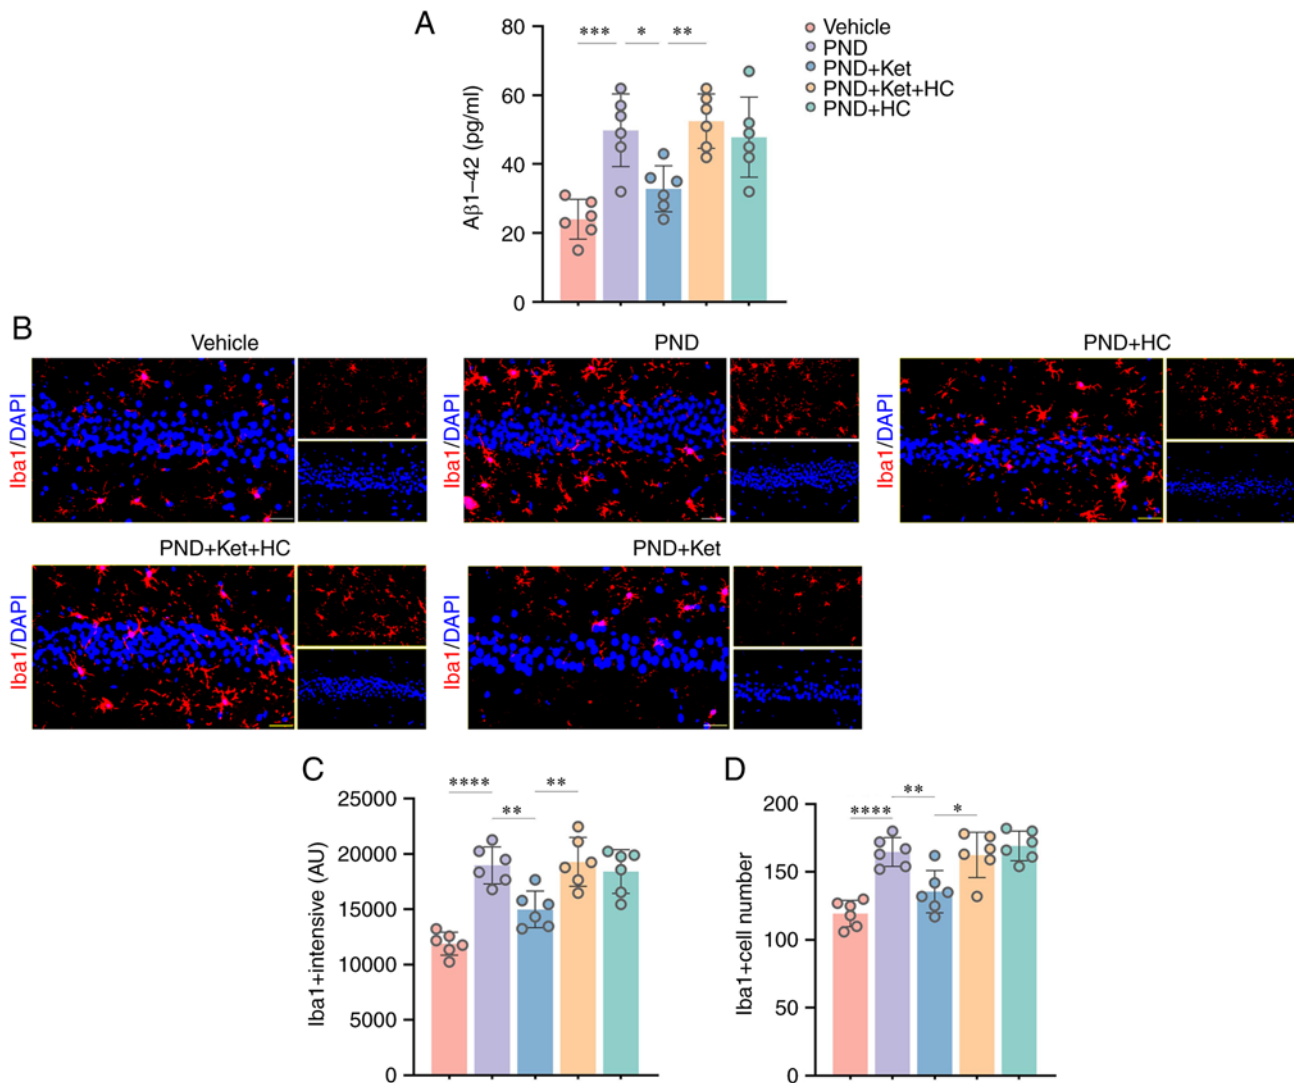 A
80
60
40
20
0
Aβ1–42 (pg/ml)
*** * **
Vehicle
PND
PND+Ket
PND+Ket+HC
PND+HC
B
Vehicle
PND
PND+HC
Iba1/DAPI
Iba1/DAPI
Iba1/DAPI
PND+Ket+HC
PND+Ket
Iba1/DAPI
Iba1/DAPI
C
25000
20000
15000
10000
5000
0
Iba1+intensive (AU)
**** ** **
D
200
150
100
50
0
Iba1+cell number
**** ** *